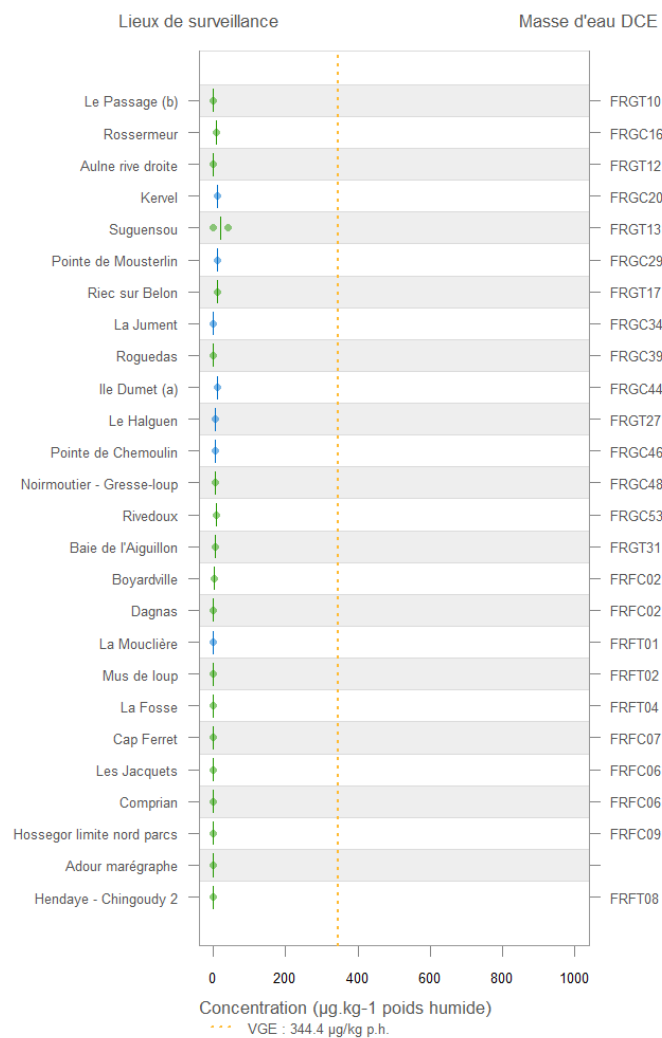 Lieux de surveillance Masse d'eau DCE
Le Passage (b) FRGT10
Rossermeur FRGC16
Aulne rive droite FRGT12
Kervel FRGC20
Suguensou FRGT13
Pointe de Mousterlin FRGC29
Riec sur Belon FRGT17
La Jument FRGC34
Roguedas FRGC39
Ile Dumet (a) FRGC44
Le Halguen FRGT27
Pointe de Chemoulin FRGC46
Noirmoutier - Gresse-loup FRGC48
Rivedoux FRGC53
Baie de l'Aiguillon FRGT31
Boyardville FRFC02
Dagnas FRFC02
La Mouclière FRFT01
Mus de loup FRFT02
La Fosse FRFT04
Cap Ferret FRFC07
Les Jacquets FRFC06
Comprian FRFC06
Hossegor limite nord parcs FRFC09
Adour marégraphe
Hendaye - Chingoudy 2 FRFT08
0 200 400 600 800 1000
Concentration (µg.kg-1 poids humide)
VGE : 344.4 µg/kg p.h.